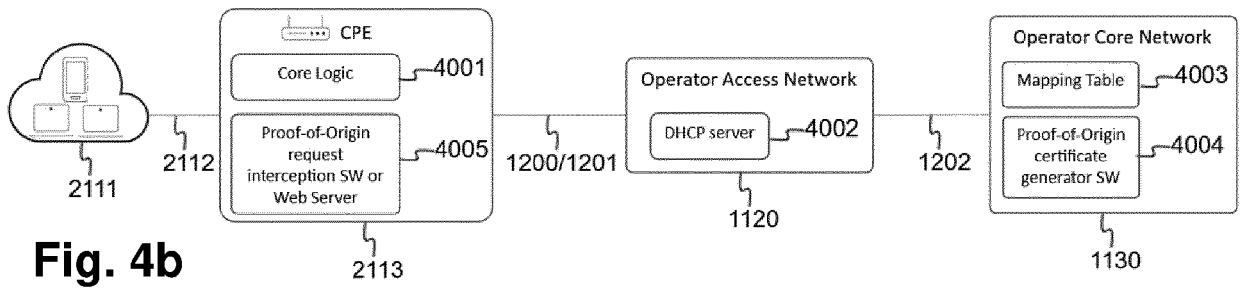 CPE
Core Logic
4001
Proof-of-Origin
request
interception SW or
Web Server
4005
2111
2112
2113
1200/1201
Operator Access Network
DHCP server
4002
1120
1202
Operator Core Network
Mapping Table
4003
Proof-of-Origin
certificate
generator SW
4004
1130
Fig. 4b